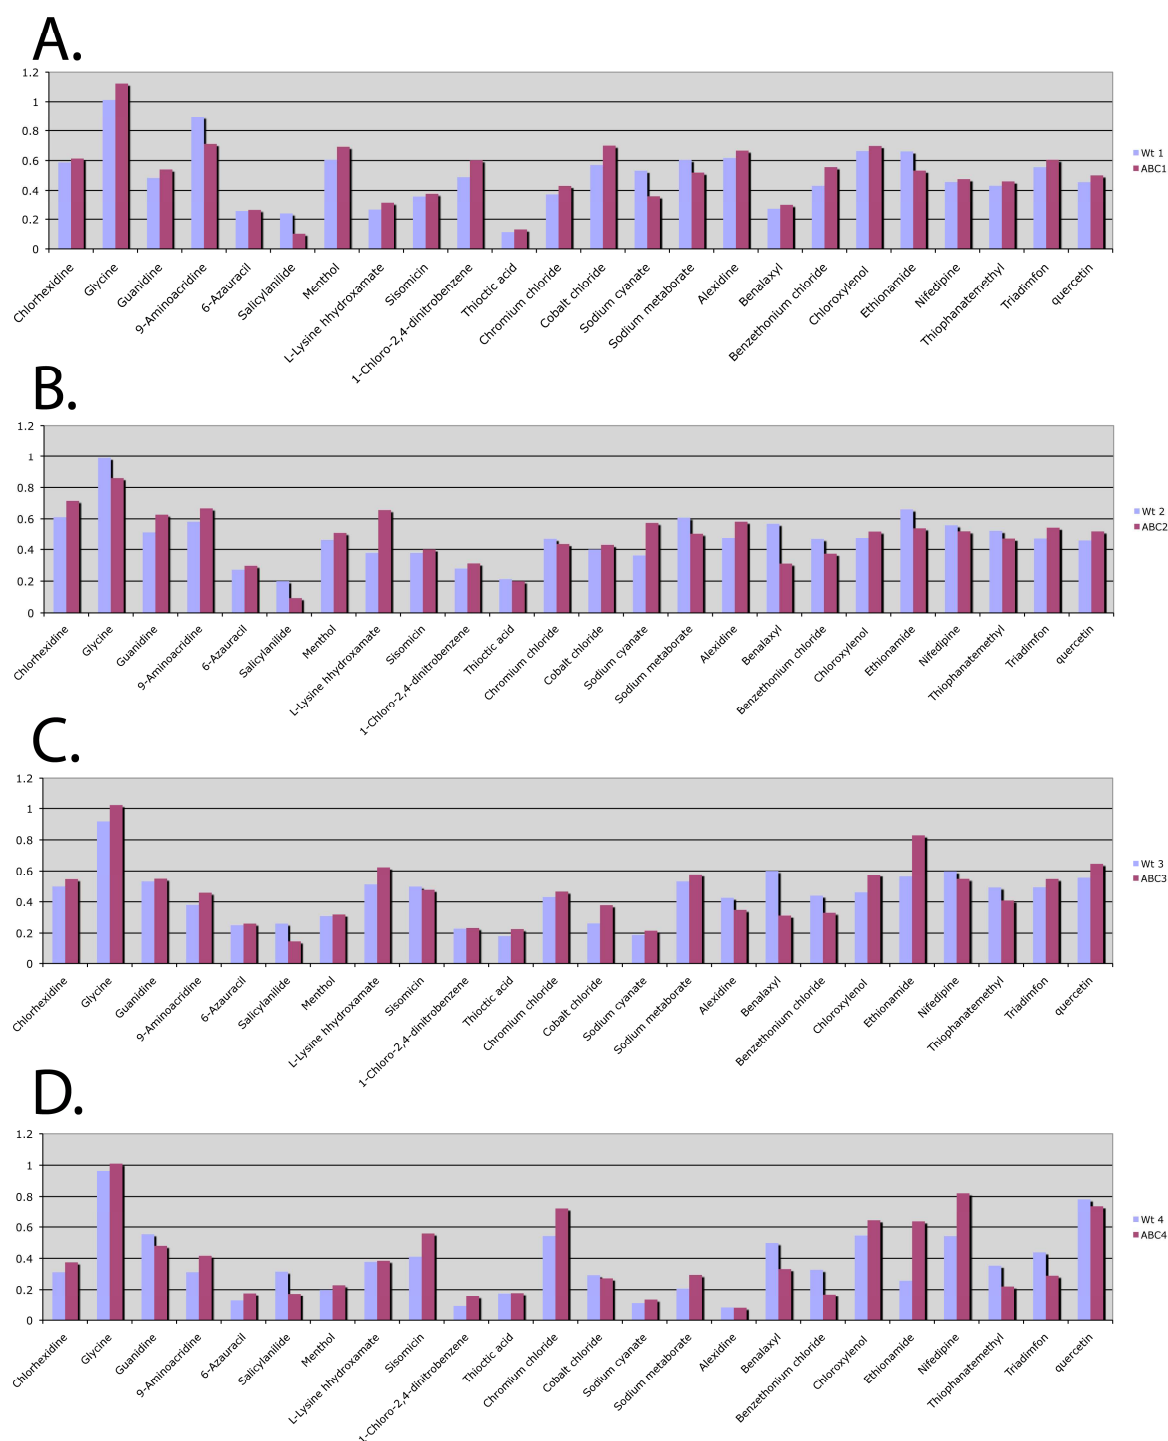 A.
1.2
1
0.8
0.6
0.4
0.2
0
Wt 1
ABC1
Chlorhexidine
Glycine
Guanidine
9-Aminoacridine
6-Azauracil
Salicylanilide
Menthol
L-Lysine hhydroxamate
Sisomicin
1-Chloro-2,4-dinitrobenzene
Thioctic acid
Chromium chloride
Cobalt chloride
Sodium cyanate
Sodium metaborate
Alexidine
Benalaxyl
Benzethonium chloride
Chloroxylenol
Ethionamide
Nifedipine
Thiophanatemethyl
Triadimfon
quercetin
B.
1.2
1
0.8
0.6
0.4
0.2
0
Wt 2
ABC2
Chlorhexidine
Glycine
Guanidine
9-Aminoacridine
6-Azauracil
Salicylanilide
Menthol
L-Lysine hhydroxamate
Sisomicin
1-Chloro-2,4-dinitrobenzene
Thioctic acid
Chromium chloride
Cobalt chloride
Sodium cyanate
Sodium metaborate
Alexidine
Benalaxyl
Benzethonium chloride
Chloroxylenol
Ethionamide
Nifedipine
Thiophanatemethyl
Triadimfon
quercetin
C.
1.2
1
0.8
0.6
0.4
0.2
0
Wt 3
ABC3
Chlorhexidine
Glycine
Guanidine
9-Aminoacridine
6-Azauracil
Salicylanilide
Menthol
L-Lysine hhydroxamate
Sisomicin
1-Chloro-2,4-dinitrobenzene
Thioctic acid
Chromium chloride
Cobalt chloride
Sodium cyanate
Sodium metaborate
Alexidine
Benalaxyl
Benzethonium chloride
Chloroxylenol
Ethionamide
Nifedipine
Thiophanatemethyl
Triadimfon
quercetin
D.
1.2
1
0.8
0.6
0.4
0.2
0
Wt 4
ABC4
Chlorhexidine
Glycine
Guanidine
9-Aminoacridine
6-Azauracil
Salicylanilide
Menthol
L-Lysine hhydroxamate
Sisomicin
1-Chloro-2,4-dinitrobenzene
Thioctic acid
Chromium chloride
Cobalt chloride
Sodium cyanate
Sodium metaborate
Alexidine
Benalaxyl
Benzethonium chloride
Chloroxylenol
Ethionamide
Nifedipine
Thiophanatemethyl
Triadimfon
quercetin